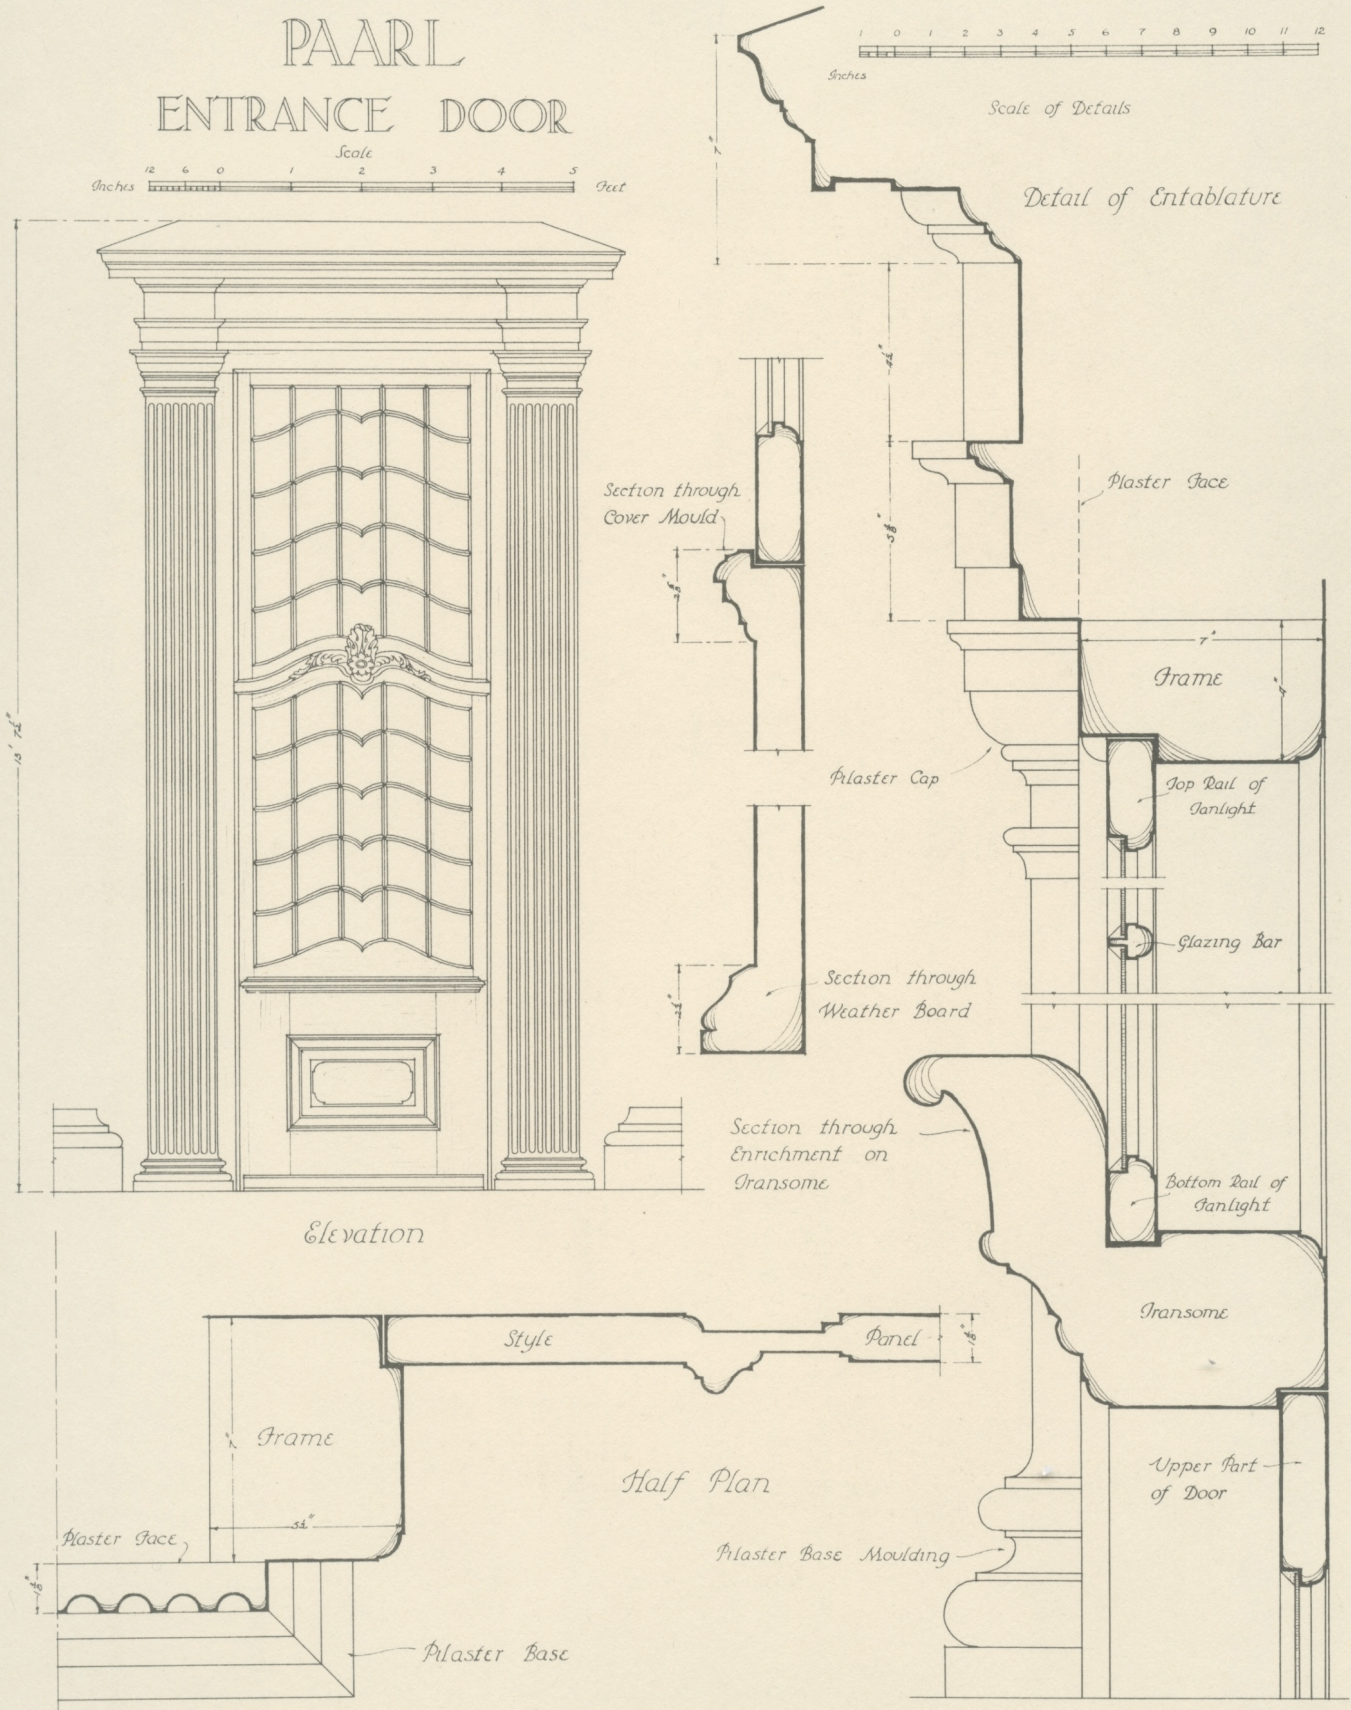 PAARL
ENTRANCE DOOR
Scale
Inches 12 6 0 1 2 3 4 5 Feet
1 0 1 2 3 4 5 6 7 8 9 10 11 12
Inches
Scale of Details
Detail of Entablature
7"
Plaster Face
Section through
Cover Mould
7"
Frame
4"
Pilaster Cap
Top Rail of
Fanlight
Glazing Bar
Section through
Weather Board
Section through
Enrichment on
Transome
Bottom Rail of
Fanlight
Elevation
Transome
Style
Panel
Frame
7"
Half Plan
Upper Part
of Door
Plaster Face
Pilaster Base Moulding
Pilaster Base